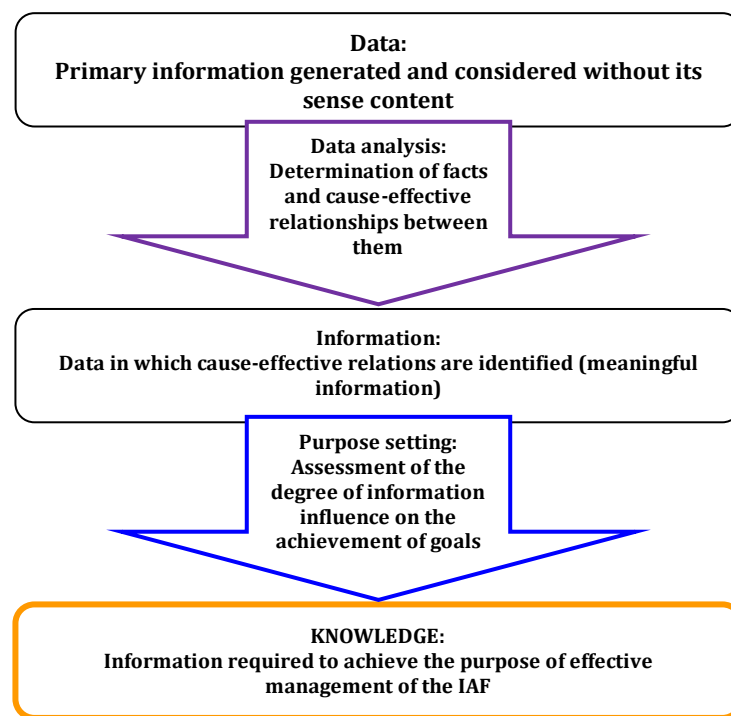 Data:
Primary information generated and considered without its
sense content
Data analysis:
Determination of facts
and cause-effective
relationships between
them
Information:
Data in which cause-effective relations are identified (meaningful
information)
Purpose setting:
Assessment of the
degree of information
influence on the
achievement of goals
KNOWLEDGE:
Information required to achieve the purpose of effective
management of the IAF